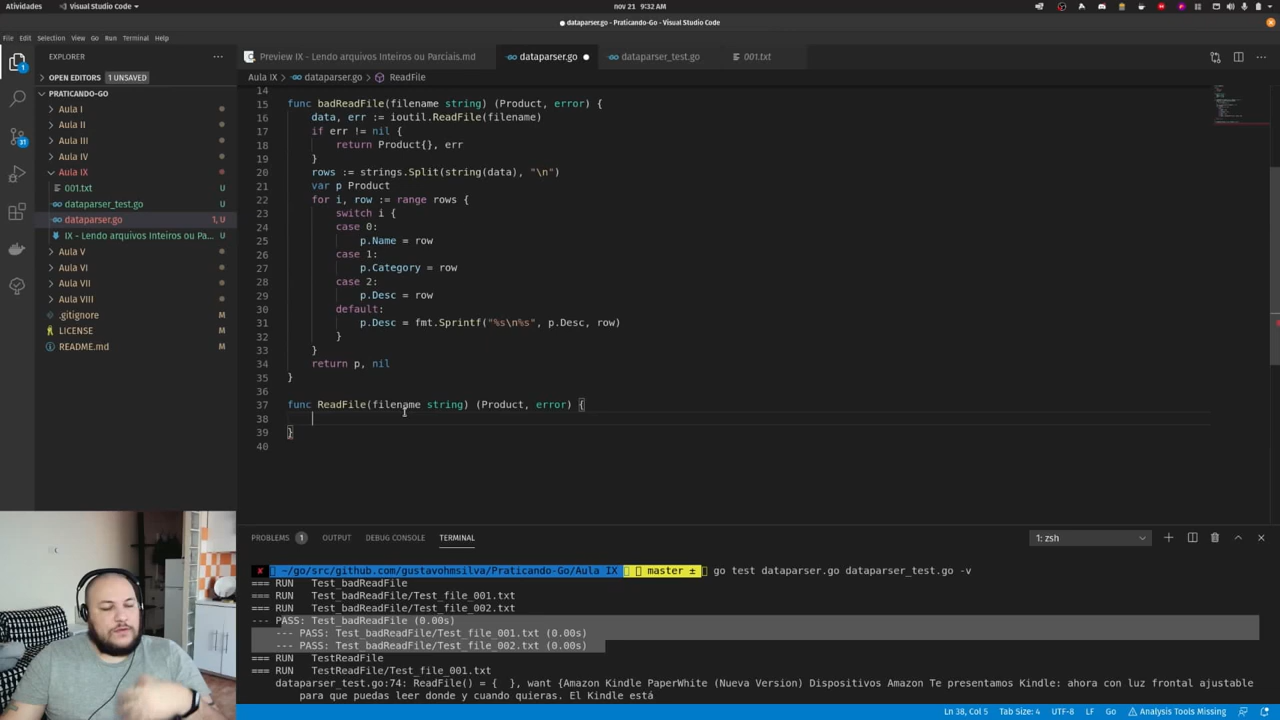 Atividades
Visual Studio Code
nov 21 9:32 AM
● dataparser.go - Praticando-Go - Visual Studio Code
File Edit Selection View Go Run Terminal Help
EXPLORER
OPEN EDITORS 1 UNSAVED
PRATICANDO-GO
Aula I
Aula II
Aula III
Aula IV
Aula IX
001.txt U
dataparser_test.go U
dataparser.go 1, U
IX - Lendo arquivos Inteiros ou Pa... U
Aula V
Aula VI
Aula VII
Aula VIII
.gitignore M
LICENSE U
README.md M
1
31
Preview IX - Lendo arquivos Inteiros ou Parciais.md
dataparser.go
dataparser_test.go
001.txt
Aula IX > dataparser.go > ReadFile
14
15 func badReadFile(filename string) (Product, error) {
16 data, err := ioutil.ReadFile(filename)
17 if err != nil {
18 return Product{}, err
19 }
20 rows := strings.Split(string(data), "\n")
21 var p Product
22 for i, row := range rows {
23 switch i {
24 case 0:
25 p.Name = row
26 case 1:
27 p.Category = row
28 case 2:
29 p.Desc = row
30 default:
31 p.Desc = fmt.Sprintf("%s\n%s", p.Desc, row)
32 }
33 }
34 return p, nil
35 }
36
37 func ReadFile(filename string) (Product, error) {
38
39 }
40
PROBLEMS 1 OUTPUT DEBUG CONSOLE TERMINAL
1: zsh
~/go/src/github.com/gustavohmsilva/Praticando-Go/Aula IX master ± go test dataparser.go dataparser_test.go -v
=== RUN Test_badReadFile
=== RUN Test_badReadFile/Test_file_001.txt
=== RUN Test_badReadFile/Test_file_002.txt
--- PASS: Test_badReadFile (0.00s)
--- PASS: Test_badReadFile/Test_file_001.txt (0.00s)
--- PASS: Test_badReadFile/Test_file_002.txt (0.00s)
=== RUN TestReadFile
=== RUN TestReadFile/Test_file_001.txt
dataparser_test.go:74: ReadFile() = { }, want {Amazon Kindle PaperWhite (Nueva Version) Dispositivos Amazon Te presentamos Kindle: ahora con luz frontal ajustable
para que puedas leer donde y cuando quieras. El Kindle está
Ln 38, Col 5 Tab Size: 4 UTF-8 LF Go Analysis Tools Missing